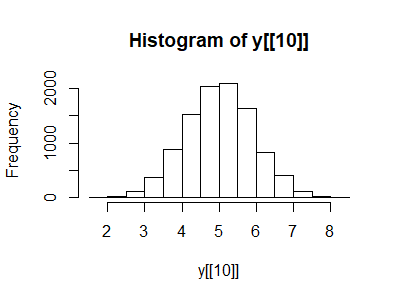 Histogram of y[[10]]
Frequency
2000
1000
0
2 3 4 5 6 7 8
y[[10]]